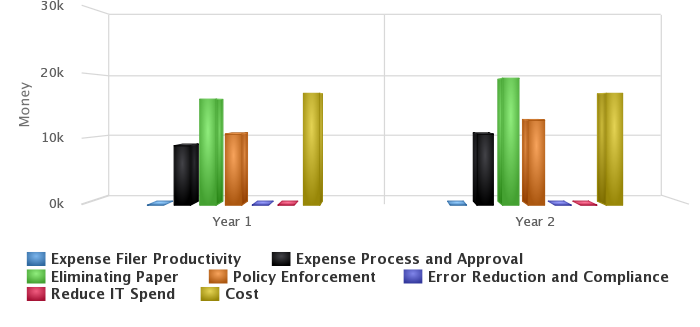 30k
20k
10k
0k
Money
Year 1 Year 2
Expense Filer Productivity Expense Process and Approval
Eliminating Paper Policy Enforcement Error Reduction and Compliance
Reduce IT Spend Cost